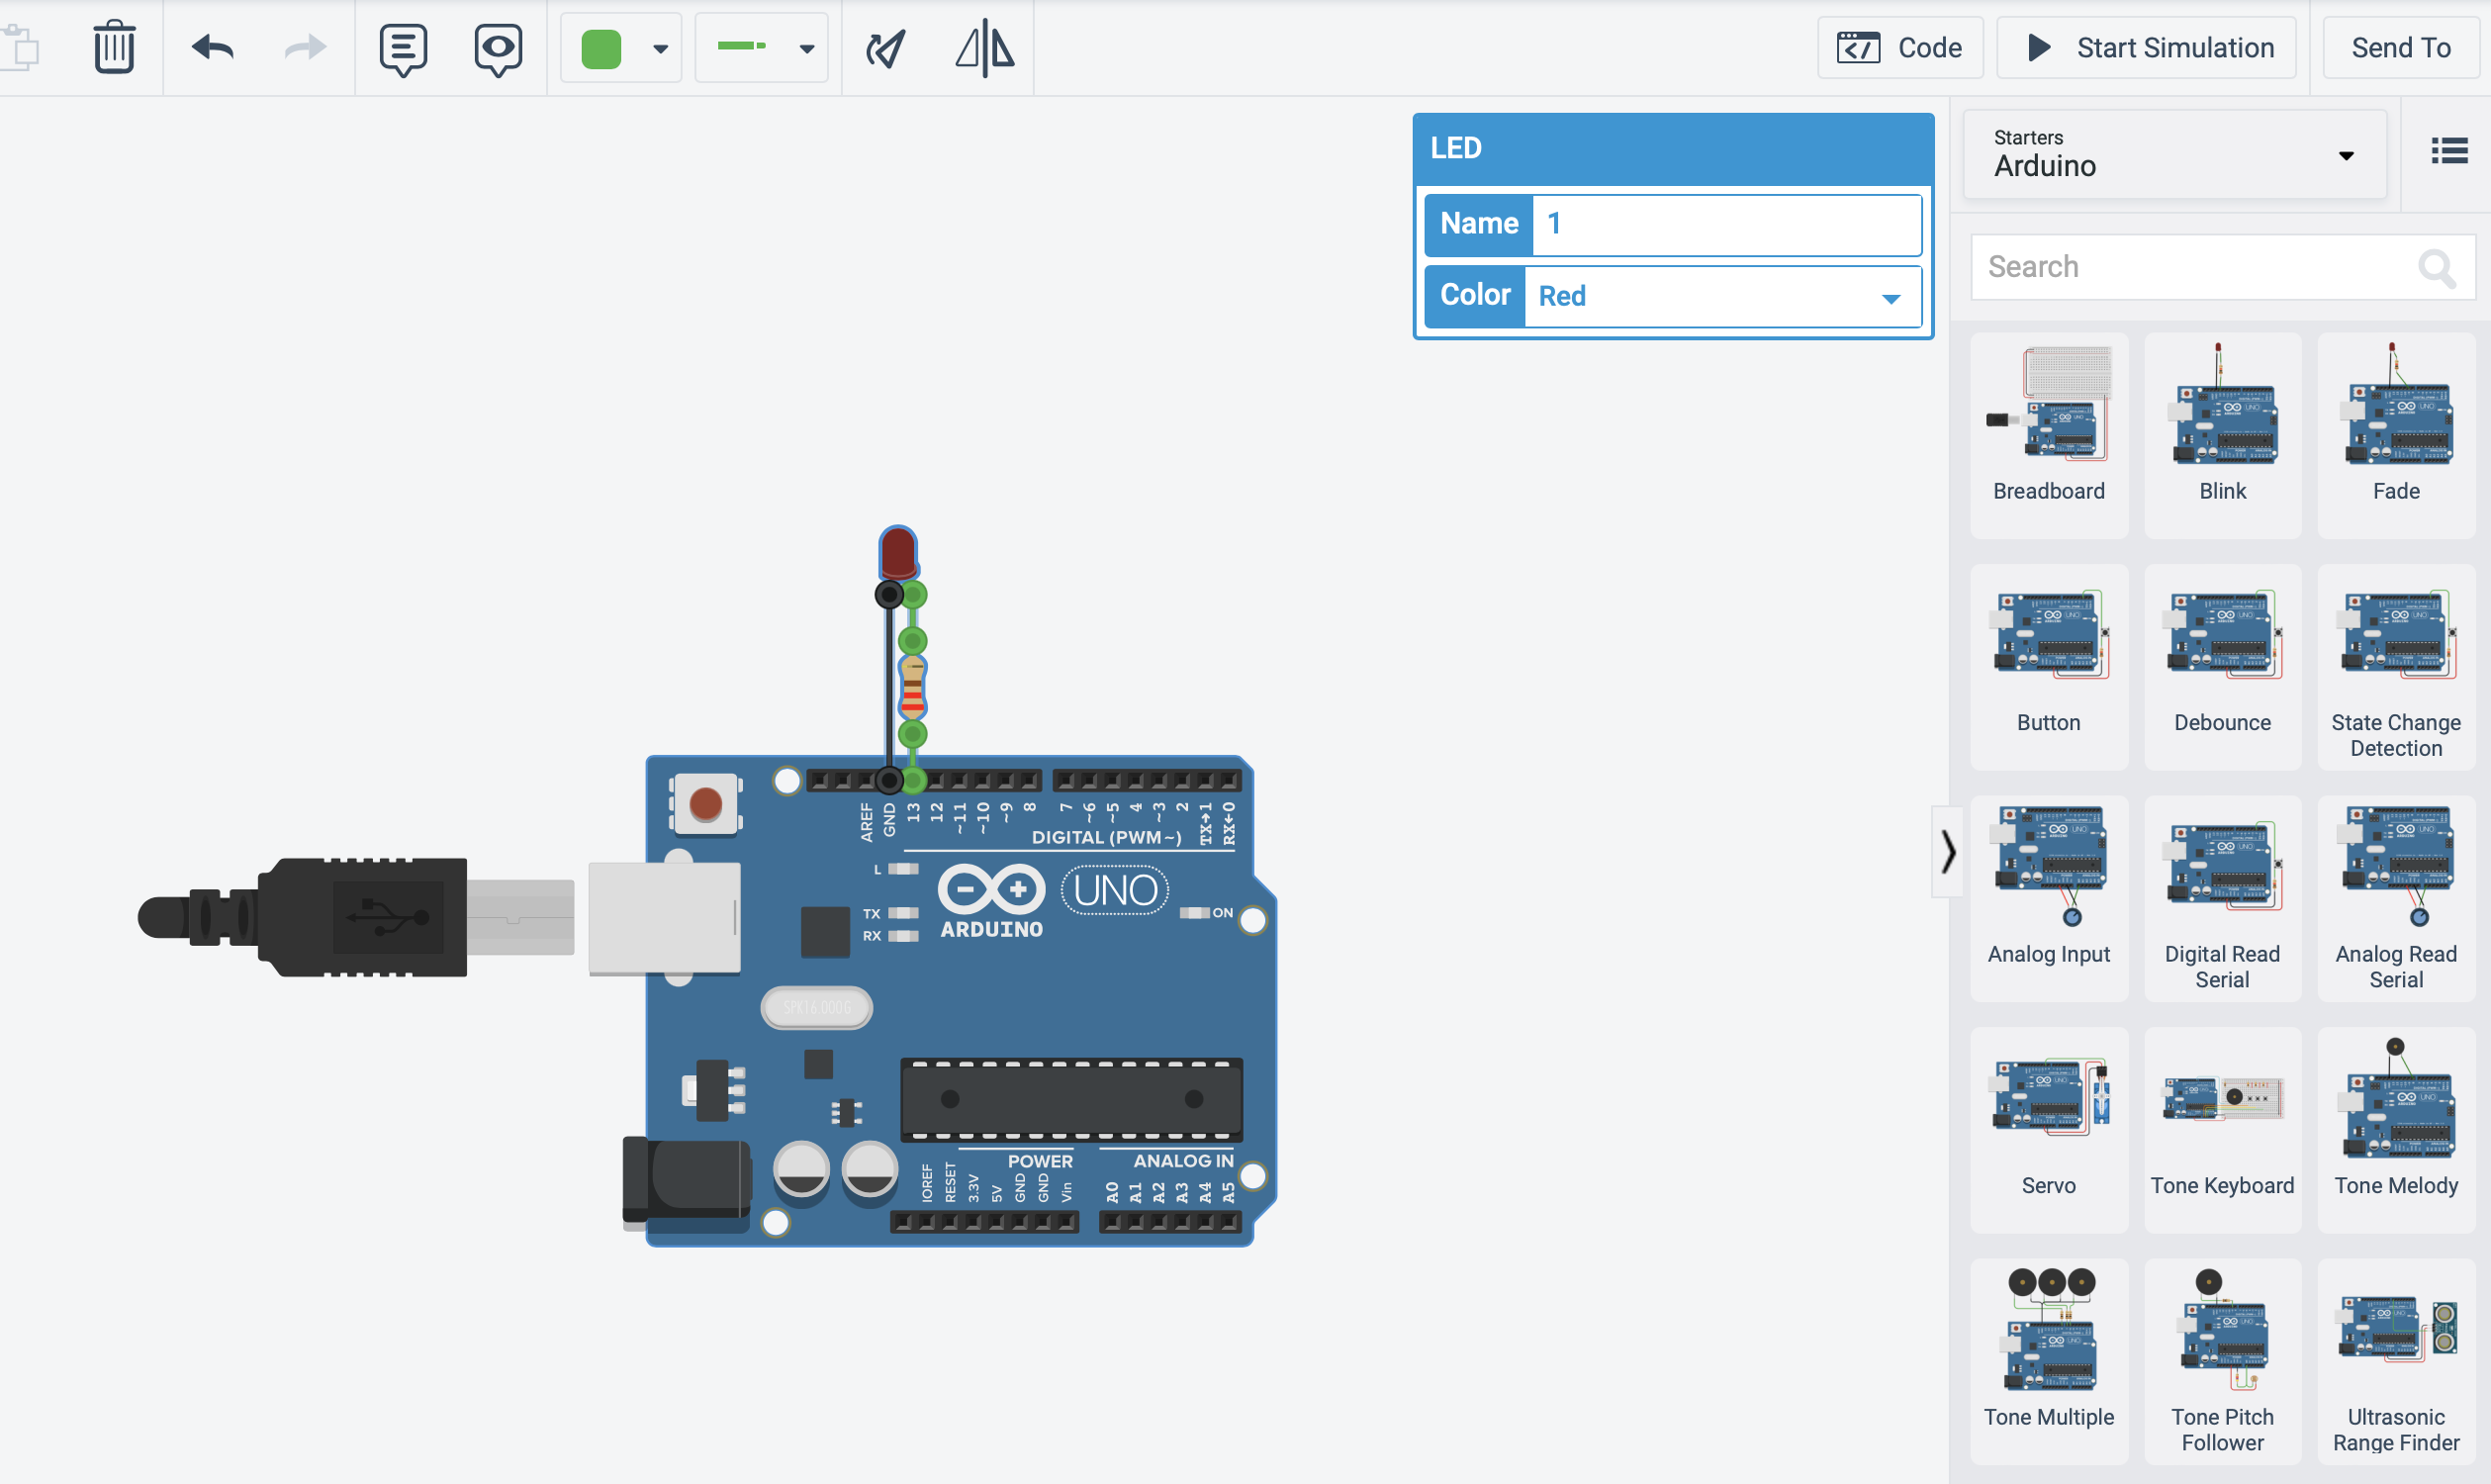 Code
Start Simulation
Send To
LED
Name 1
Color Red
Starters
Arduino
Search
Breadboard
Blink
Fade
Button
Debounce
State Change
Detection
Analog Input
Digital Read
Serial
Analog Read
Serial
Servo
Tone Keyboard
Tone Melody
Tone Multiple
Tone Pitch
Follower
Ultrasonic
Range Finder
AREF
GND
13
12
~11
~10
~9
8
7
~6
~5
4
~3
2
TX→1
RX←0
DIGITAL (PWM~)
L
TX
RX
ARDUINO
UNO
ON
SPK16.000G
POWER
ANALOG IN
IOREF
RESET
3.3V
5V
GND
GND
Vin
A0
A1
A2
A3
A4
A5